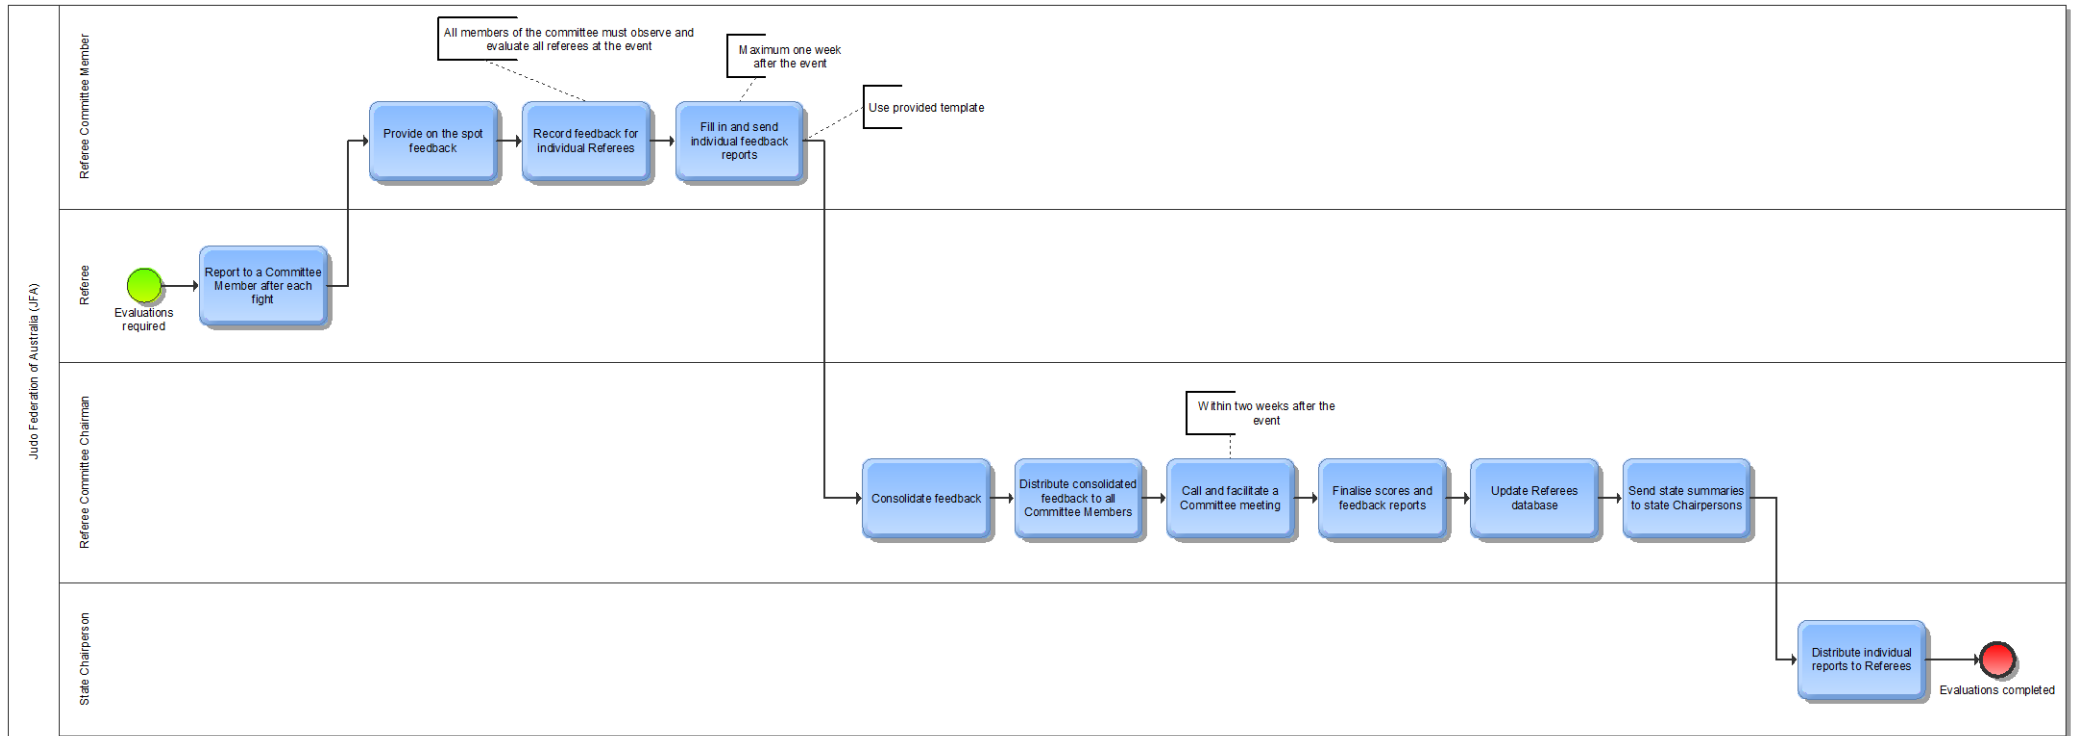 Judo Federation of Australia (JFA)
Referee Committee Member
All members of the committee must observe and
evaluate all referees at the event
Maximum one week
after the event
Use provided template
Provide on the spot
feedback
Record feedback for
individual Referees
Fill in and send
individual feedback
reports
Referee
Evaluations
required
Report to a Committee
Member after each
fight
Referee Committee Chairman
Within two weeks after the
event
Consolidate feedback
Distribute consolidated
feedback to all
Committee Members
Call and facilitate a
Committee meeting
Finalise scores and
feedback reports
Update Referees
database
Send state summaries
to state Chairpersons
State Chairperson
Distribute individual
reports to Referees
Evaluations completed